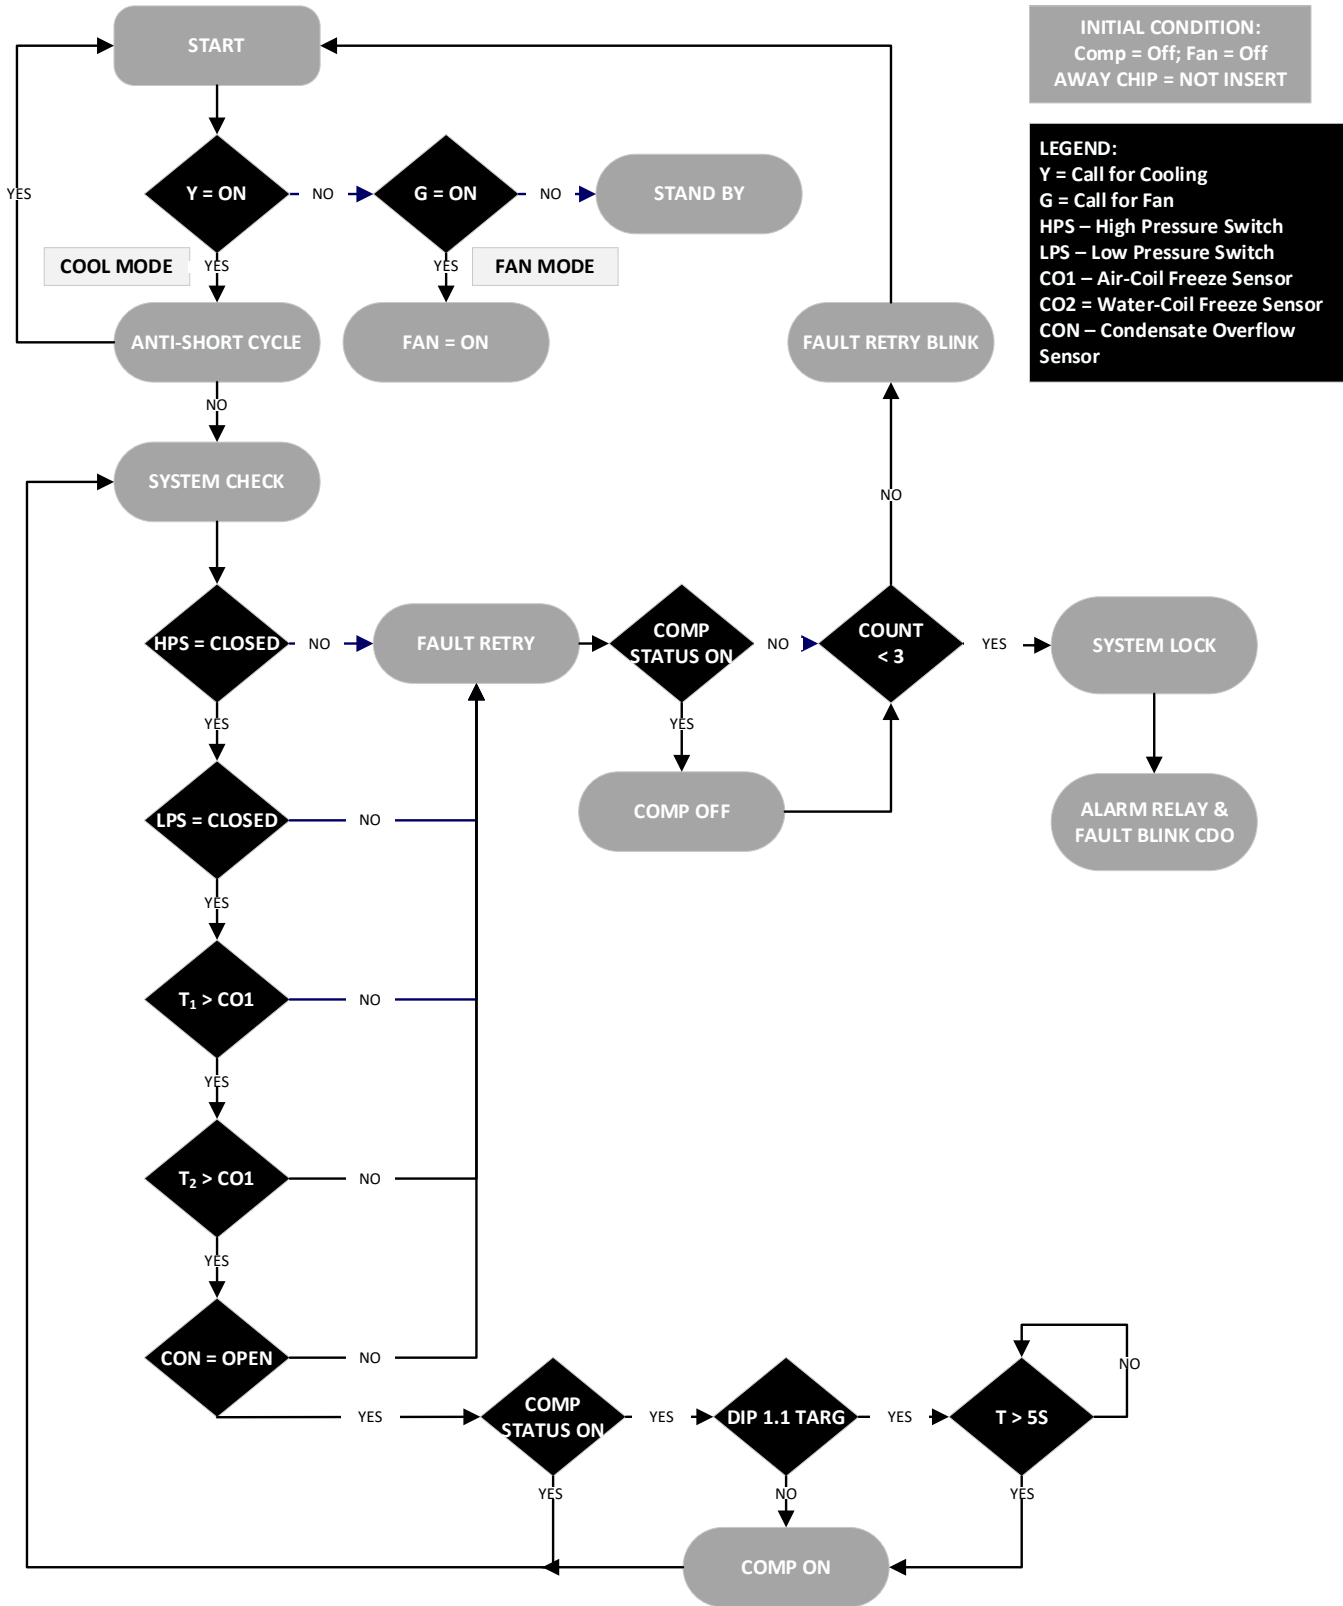 START
INITIAL CONDITION:
Comp = Off; Fan = Off
AWAY CHIP = NOT INSERT
LEGEND:
Y = Call for Cooling
G = Call for Fan
HPS – High Pressure Switch
LPS – Low Pressure Switch
CO1 – Air-Coil Freeze Sensor
CO2 = Water-Coil Freeze Sensor
CON – Condensate Overflow
Sensor
YES
Y = ON
NO
G = ON
NO
STAND BY
COOL MODE
YES
YES
FAN MODE
ANTI-SHORT CYCLE
FAN = ON
FAULT RETRY BLINK
NO
SYSTEM CHECK
NO
HPS = CLOSED
NO
FAULT RETRY
COMP
STATUS ON
NO
COUNT
< 3
YES
SYSTEM LOCK
YES
YES
LPS = CLOSED
NO
COMP OFF
ALARM RELAY &
FAULT BLINK CDO
YES
T₁ > CO1
NO
YES
T₂ > CO1
NO
YES
CON = OPEN
NO
YES
COMP
STATUS ON
YES
DIP 1.1 TARG
YES
T > 5S
NO
YES
NO
YES
COMP ON